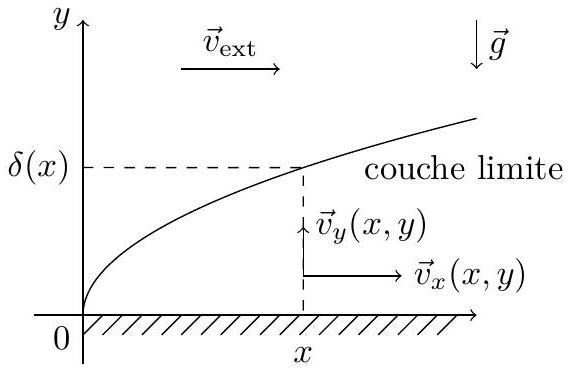 y
v⃗ext
g⃗
δ(x)
couche limite
v⃗y(x, y)
v⃗x(x, y)
0
x